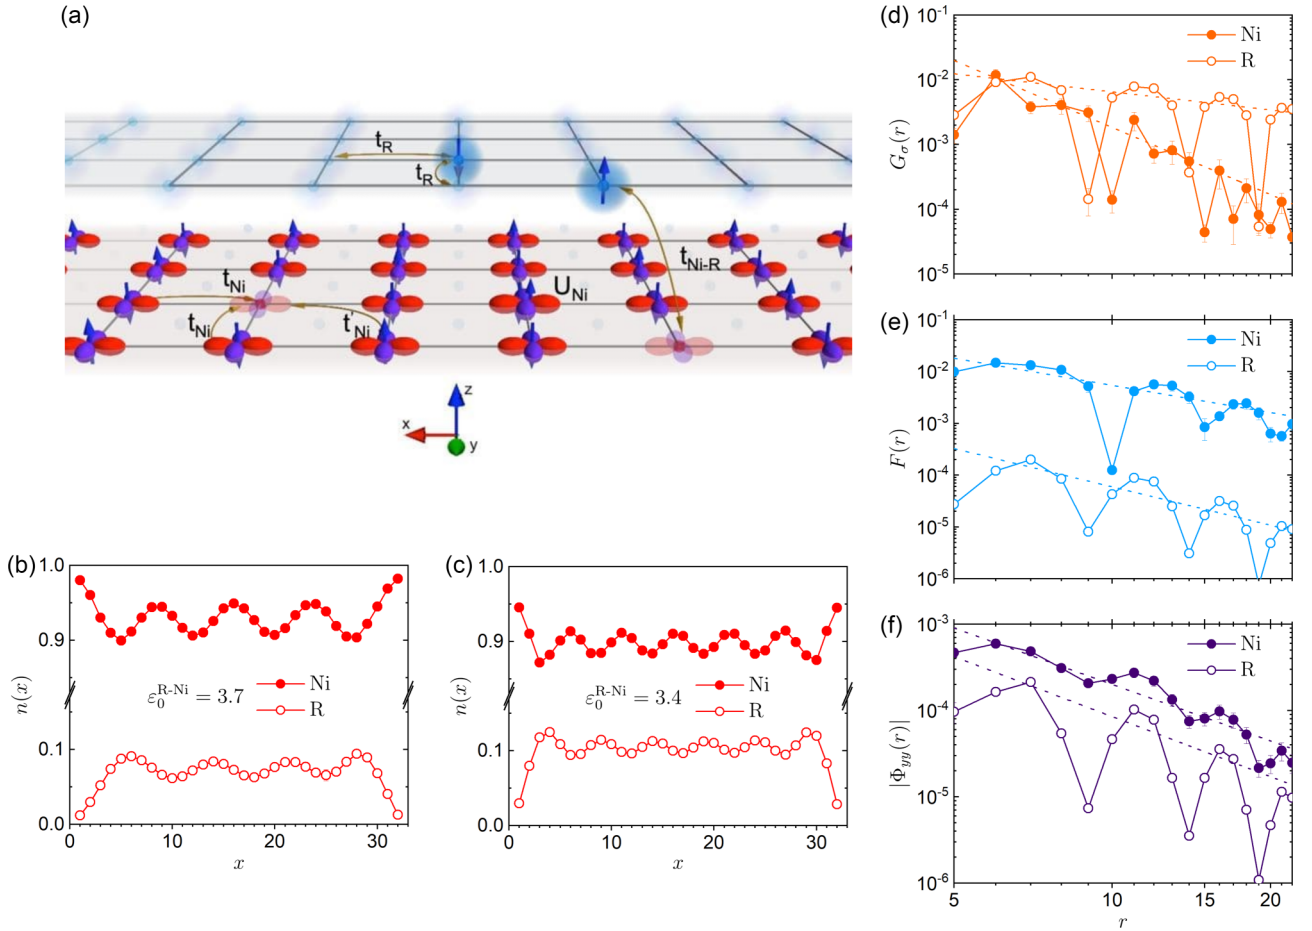 (a)
t_R
t_R
t_Ni-R
t_Ni
U_Ni
t_Ni
t'_Ni
z
x
y
(b)
1.0
0.9
0.1
0.0
n(x)
Ni
R
ε_0^{R-Ni} = 3.7
0
10
20
30
x
(c)
1.0
0.9
0.1
0.0
n(x)
Ni
R
ε_0^{R-Ni} = 3.4
0
10
20
30
x
(d)
10^-1
10^-2
10^-3
10^-4
10^-5
G_σ(r)
Ni
R
(e)
10^-1
10^-2
10^-3
10^-4
10^-5
10^-6
F(r)
Ni
R
(f)
10^-3
10^-4
10^-5
10^-6
|Φ_yy(r)|
Ni
R
5
10
15
20
r